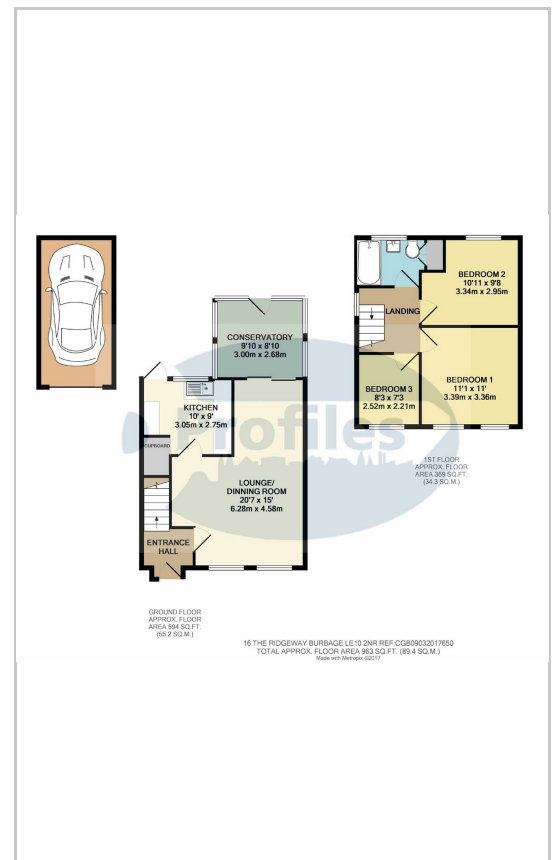 CONSERVATORY
9'10 x 8'10
3.00m x 2.68m
KITCHEN
10' x 9'
3.05m x 2.75m
CUPBOARD
LOUNGE/
DINNING ROOM
20'7 x 15'
6.28m x 4.58m
ENTRANCE
HALL
GROUND FLOOR
APPROX. FLOOR
AREA 594 SQ.FT.
(55.2 SQ.M.)
BEDROOM 2
10'11 x 9'8
3.34m x 2.95m
LANDING
BEDROOM 3
8'3 x 7'3
2.52m x 2.21m
BEDROOM 1
11'1 x 11'
3.39m x 3.36m
1ST FLOOR
APPROX. FLOOR
AREA 369 SQ.FT.
(34.3 SQ.M.)
Profiles
16 THE RIDGEWAY BURBAGE LE10 2NR REF:CGB09032017650
TOTAL APPROX. FLOOR AREA 963 SQ.FT. (89.4 SQ.M.)
Made with Metropix ©2017